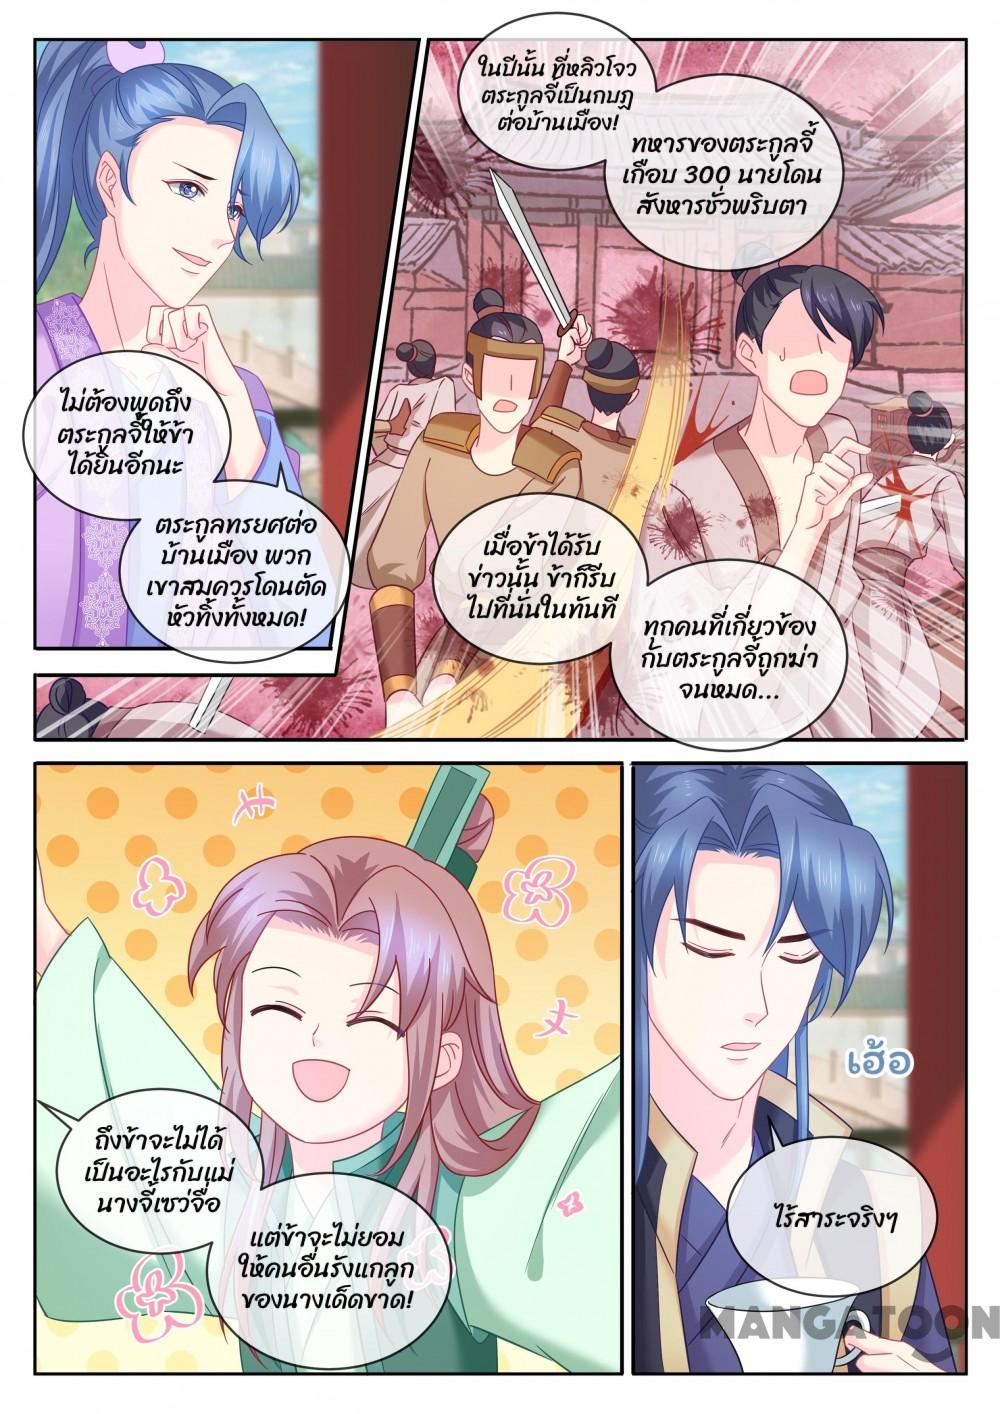 ในปีนั้น ที่หลิวโจว
ตระกูลจี้เป็นกบฏ
ต่อบ้านเมือง!
ทหารของตระกูลจี้
เกือบ 300 นายโดน
สังหารชั่วพริบตา
ไม่ต้องพูดถึง
ตระกูลจี้ให้ข้า
ได้ยินอีกนะ
ตระกูลทรยศต่อ
บ้านเมือง พวก
เขาสมควรโดนตัด
หัวทิ้งทั้งหมด!
เมื่อข้าได้รับ
ข่าวนั้น ข้าก็รีบ
ไปที่นั่นในทันที
ทุกคนที่เกี่ยวข้อง
กับตระกูลจี้ถูกฆ่า
จนหมด...
ถึงข้าจะไม่ได้
เป็นอะไรกับแม่
นางจี้เซว่จื่อ
แต่ข้าจะไม่ยอม
ให้คนอื่นรังแกลูก
ของนางเด็ดขาด!
เฮ้อ
ไร้สาระจริงๆ
MANGATOON